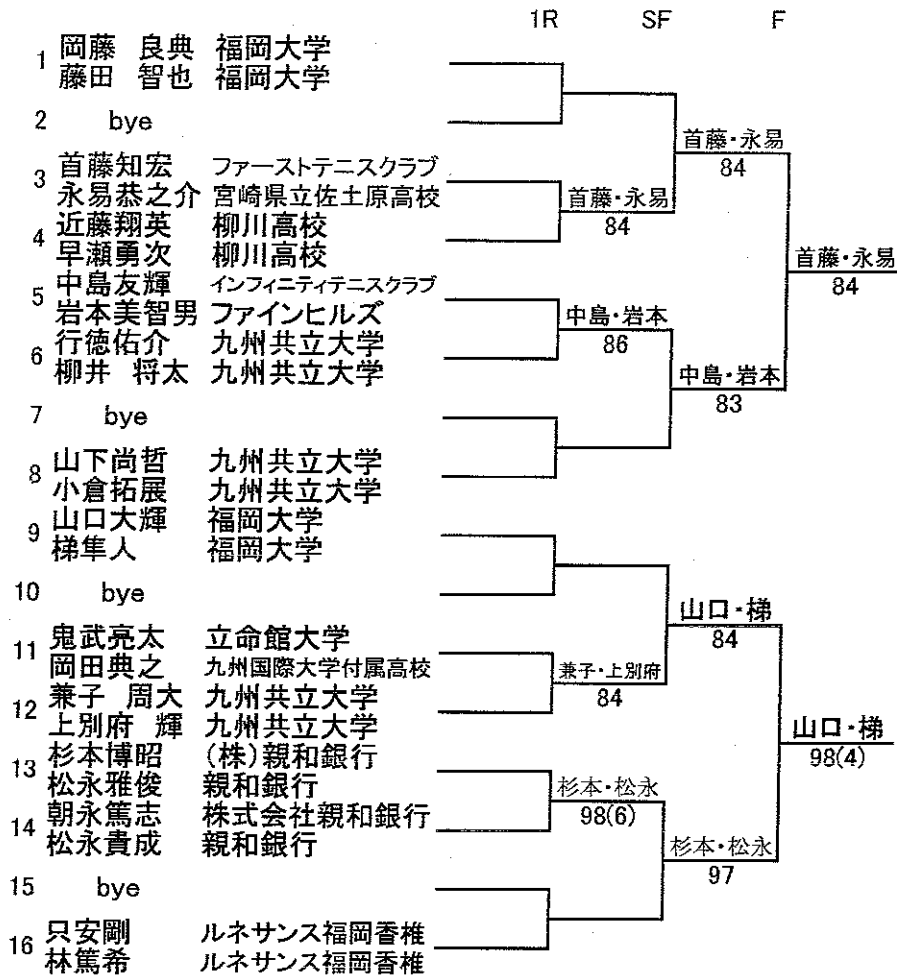 1R SF F
1 岡藤 良典 福岡大学
藤田 智也 福岡大学
2 bye
首藤・永易
84
3 首藤知宏 ファーストテニスクラブ
永易恭之介 宮崎県立佐土原高校
首藤・永易
84
4 近藤翔英 柳川高校
早瀬勇次 柳川高校
首藤・永易
84
5 中島友輝 インフィニティテニスクラブ
岩本美智男 ファインヒルズ
中島・岩本
86
6 行徳佑介 九州共立大学
柳井 将太 九州共立大学
中島・岩本
83
7 bye
8 山下尚哲 九州共立大学
小倉拓展 九州共立大学
9 山口大輝 福岡大学
梯隼人 福岡大学
10 bye
山口・梯
84
11 鬼武亮太 立命館大学
岡田典之 九州国際大学付属高校
兼子・上別府
84
12 兼子 周大 九州共立大学
上別府 輝 九州共立大学
山口・梯
98(4)
13 杉本博昭 (株)親和銀行
松永雅俊 親和銀行
杉本・松永
98(6)
14 朝永篤志 株式会社親和銀行
松永貴成 親和銀行
杉本・松永
97
15 bye
16 只安剛 ルネサンス福岡香椎
林篤希 ルネサンス福岡香椎